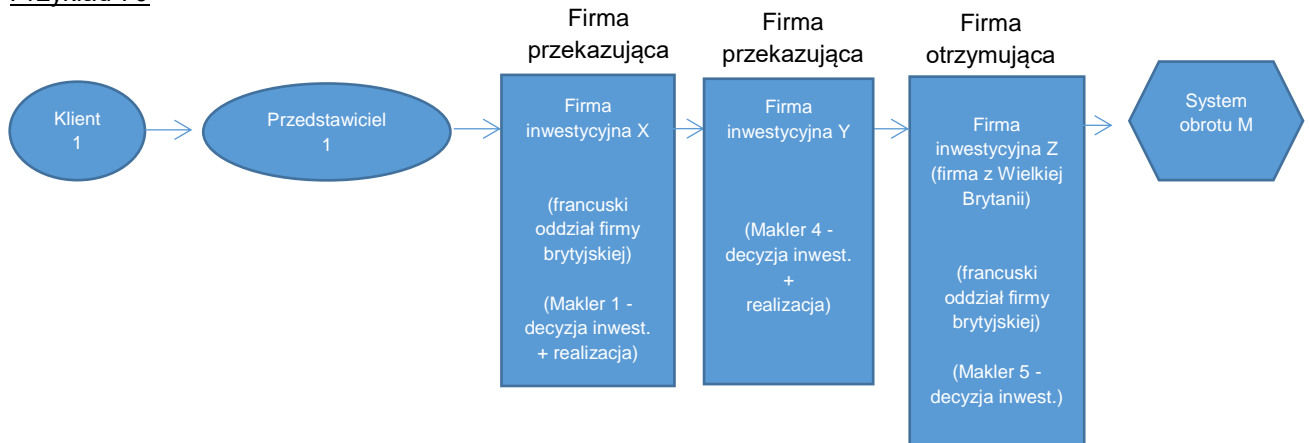 Firma
przekazująca
Firma
przekazująca
Firma
otrzymująca
Klient
1
Przedstawiciel
1
Firma
inwestycyjna X
(francuski
oddział firmy
brytyjskiej)
(Makler 1 -
decyzja inwest.
+ realizacja)
Firma
inwestycyjna Y
(Makler 4 -
decyzja inwest.
+
realizacja)
Firma
inwestycyjna Z
(firma z Wielkiej
Brytanii)
(francuski
oddział firmy
brytyjskiej)
(Makler 5 -
decyzja inwest.)
System
obrotu M